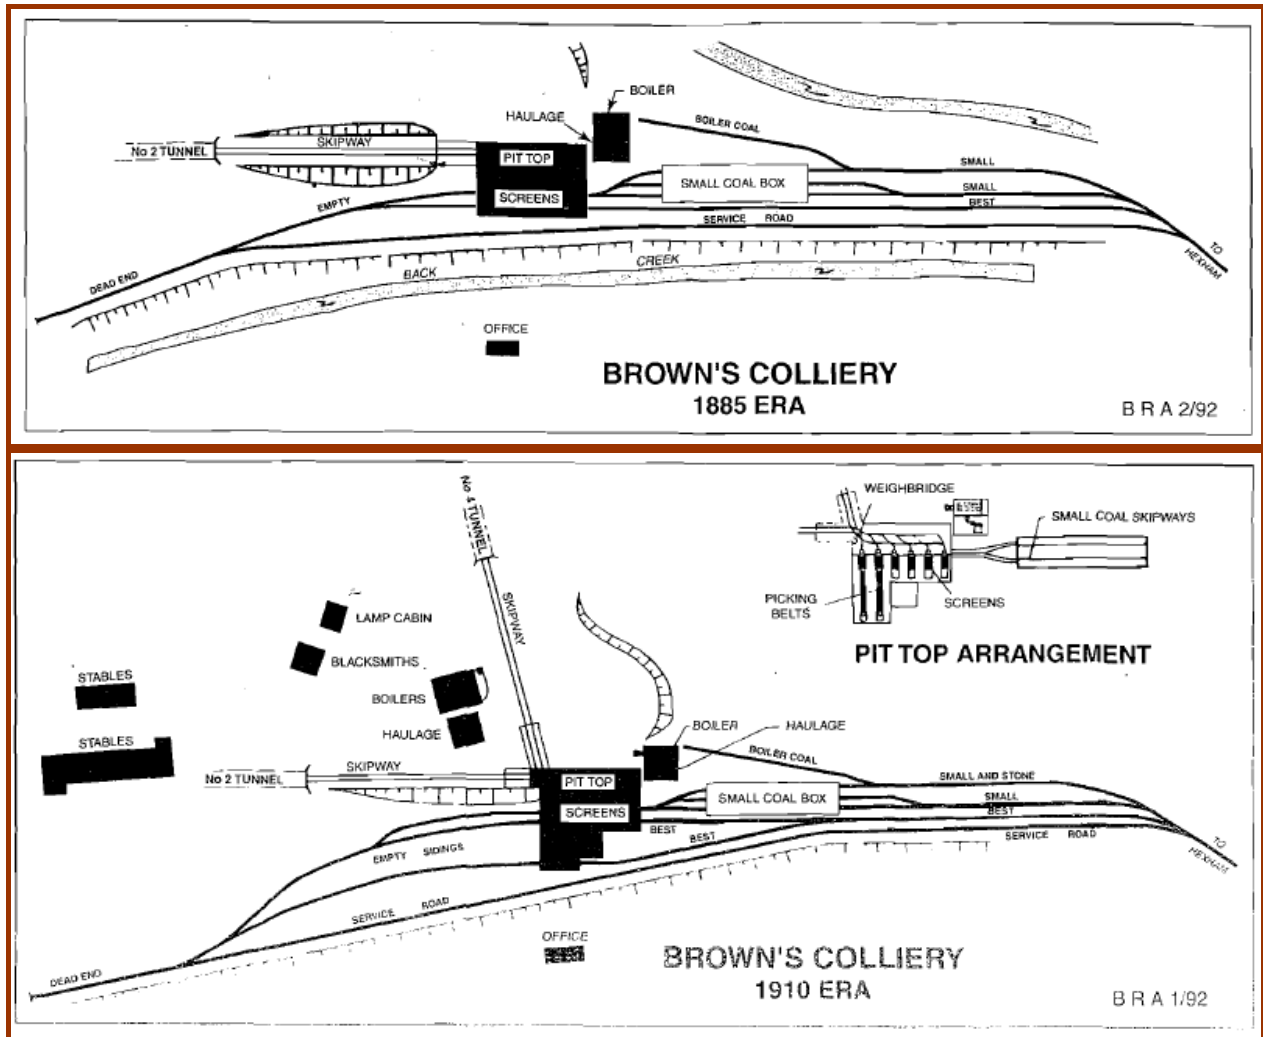 BOILER
HAULAGE
BOILER COAL
SKIPWAY
No 2 TUNNEL
PIT TOP
SMALL
SMALL COAL BOX
SMALL
SCREENS
EMPTY
BEST
SERVICE ROAD
TO
HEXHAM
CREEK
BACK
DEAD END
OFFICE
BROWN'S COLLIERY
1885 ERA
B R A 2/92
No 4 TUNNEL
WEIGHBRIDGE
SMALL COAL SKIPWAYS
SKIPWAY
PICKING
BELTS
SCREENS
LAMP CABIN
PIT TOP ARRANGEMENT
BLACKSMITHS
STABLES
BOILERS
BOILER
HAULAGE
HAULAGE
STABLES
BOILER COAL
SKIPWAY
No 2 TUNNEL
PIT TOP
SMALL AND STONE
SMALL COAL BOX
SMALL
SCREENS
BEST
BEST
BEST
SERVICE ROAD
TO
HEXHAM
EMPTY SIDINGS
SERVICE ROAD
OFFICE
DEAD END
BROWN'S COLLIERY
1910 ERA
B R A 1/92